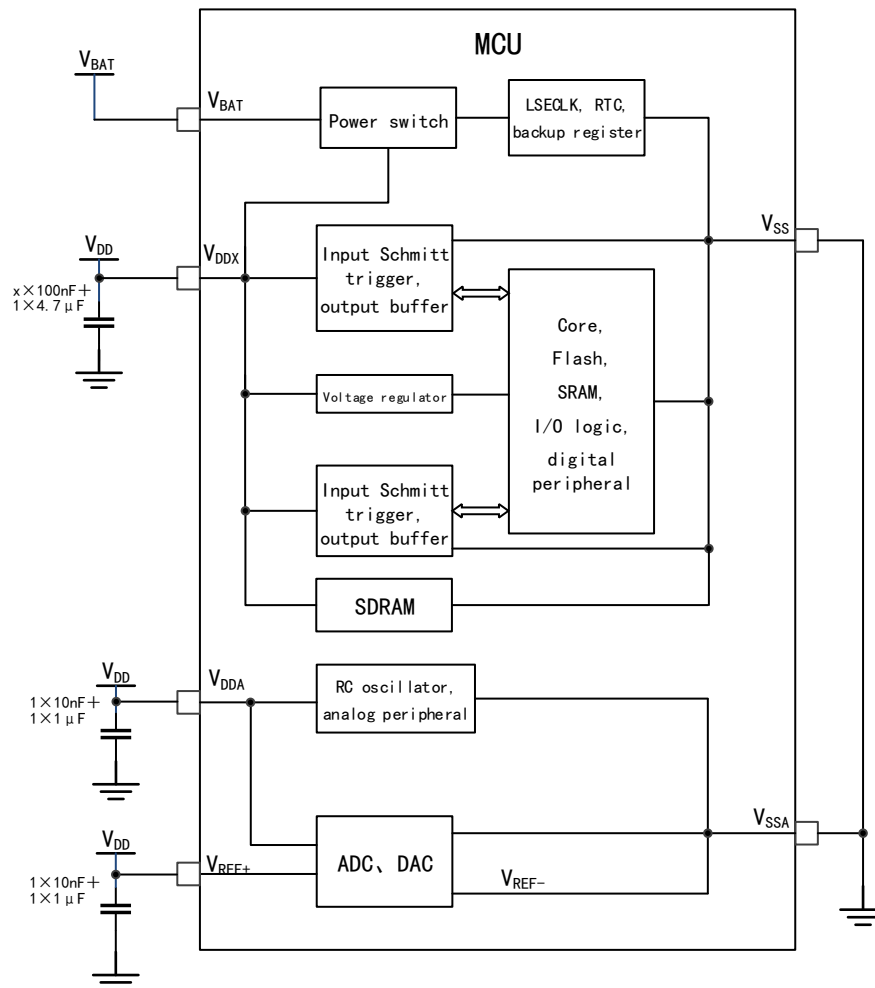 MCU
VBAT
VBAT
Power switch
LSECLK, RTC,
backup register
VSS
VDD
VDDX
x×100nF+
1×4.7μF
Input Schmitt
trigger,
output buffer
Core,
Flash,
SRAM,
I/O logic,
digital
peripheral
Voltage regulator
Input Schmitt
trigger,
output buffer
SDRAM
VDD
VDDA
1×10nF+
1×1μF
RC oscillator,
analog peripheral
VSSA
VDD
VREF+
1×10nF+
1×1μF
ADC、DAC
VREF-